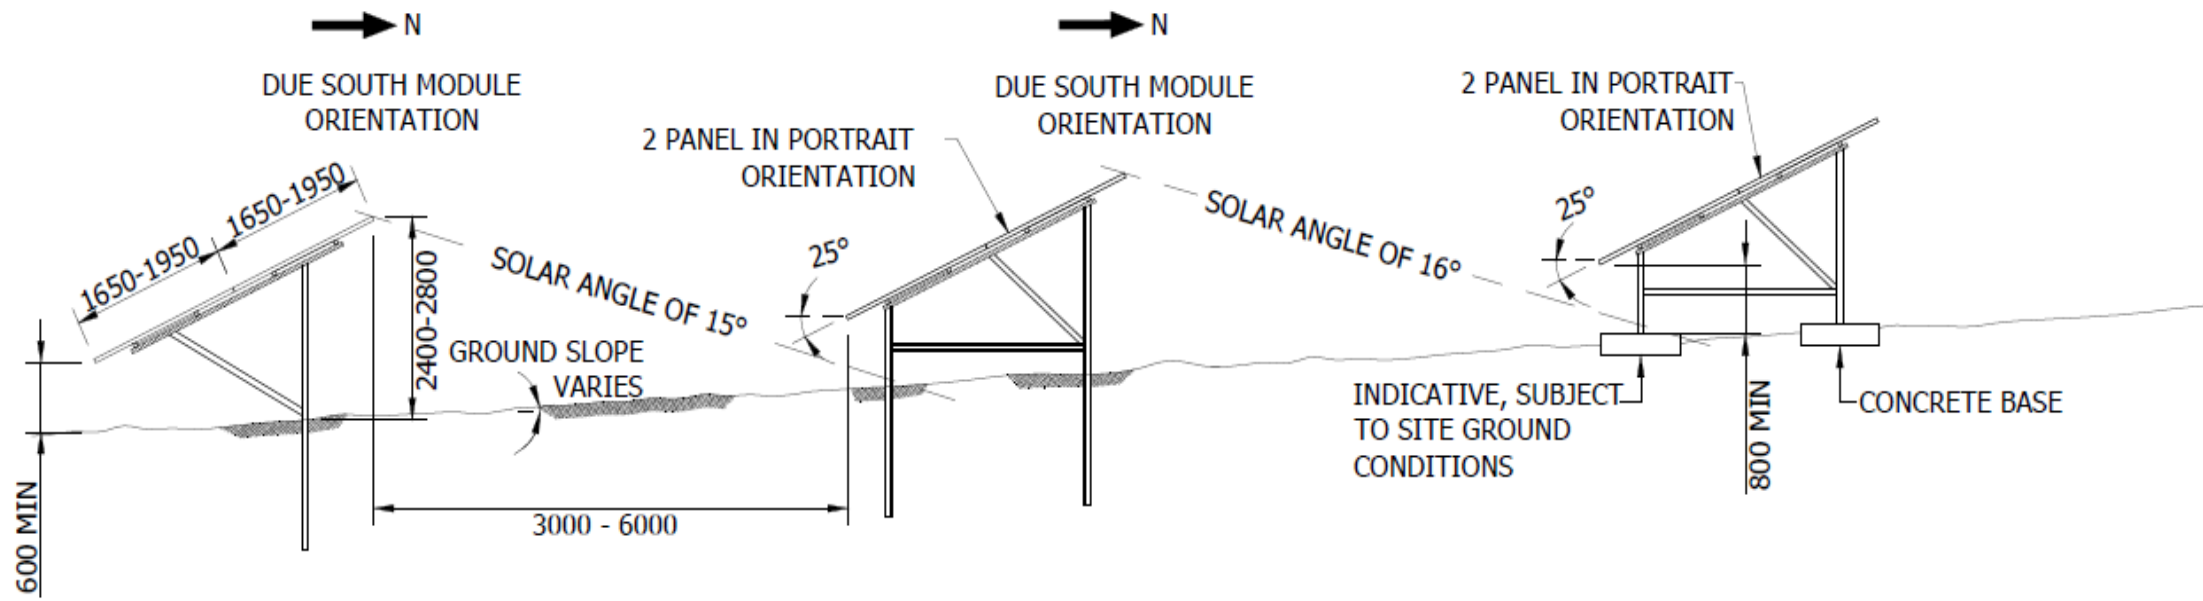 N
DUE SOUTH MODULE
ORIENTATION
1650-1950
1650-1950
2400-2800
600 MIN
SOLAR ANGLE OF 15°
GROUND SLOPE
VARIES
3000 - 6000
2 PANEL IN PORTRAIT
ORIENTATION
25°
N
DUE SOUTH MODULE
ORIENTATION
SOLAR ANGLE OF 16°
2 PANEL IN PORTRAIT
ORIENTATION
25°
INDICATIVE, SUBJECT
TO SITE GROUND
CONDITIONS
800 MIN
CONCRETE BASE